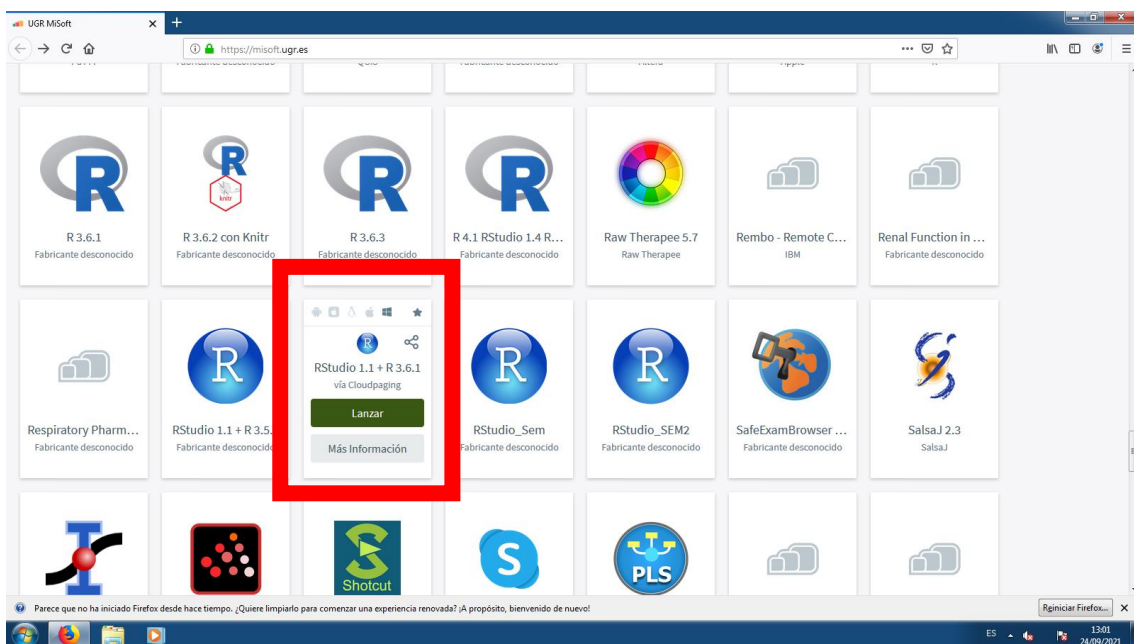 UGR MiSoft
https://misoft.ugr.es
Fabricante desconocido
Fabricante desconocido
Apple
R
R
knitr
R
R
R 3.6.1
R 3.6.2 con Knitr
R 3.6.3
R 4.1 RStudio 1.4 R...
Raw Therapee 5.7
Rembo - Remote C...
Renal Function in ...
Fabricante desconocido
Fabricante desconocido
Fabricante desconocido
Fabricante desconocido
Raw Therapee
IBM
Fabricante desconocido
R
R
R
R
RStudio 1.1 + R 3.6.1
vía Cloudpaging
Lanzar
Más Información
Respiratory Pharm...
RStudio 1.1 + R 3.5.
RStudio_Sem
RStudio_SEM2
SafeExamBrowser ...
SalsaJ 2.3
Fabricante desconocido
Fabricante desconocido
Fabricante desconocido
Fabricante desconocido
Fabricante desconocido
SalsaJ
Shotcut
S
PLS
Parece que no ha iniciado Firefox desde hace tiempo. ¿Quiere limpiarlo para comenzar una experiencia renovada? ¡A propósito, bienvenido de nuevo!
Reiniciar Firefox...
ES
13:01
24/09/2021